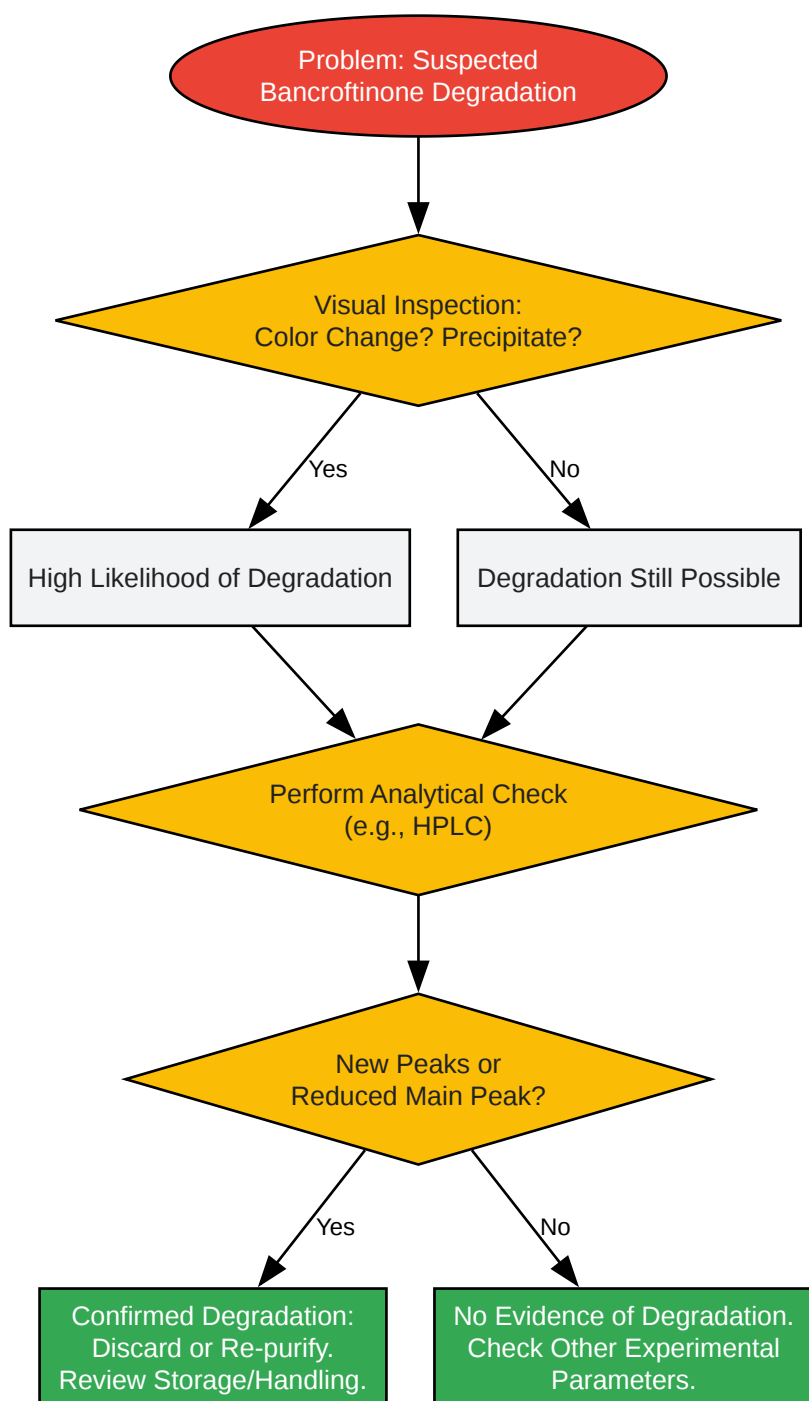 Problem: Suspected
Bancroftinone Degradation
Visual Inspection:
Color Change? Precipitate?
Yes
No
High Likelihood of Degradation
Degradation Still Possible
Perform Analytical Check
(e.g., HPLC)
New Peaks or
Reduced Main Peak?
Yes
No
Confirmed Degradation:
Discard or Re-purify.
Review Storage/Handling.
No Evidence of Degradation.
Check Other Experimental
Parameters.